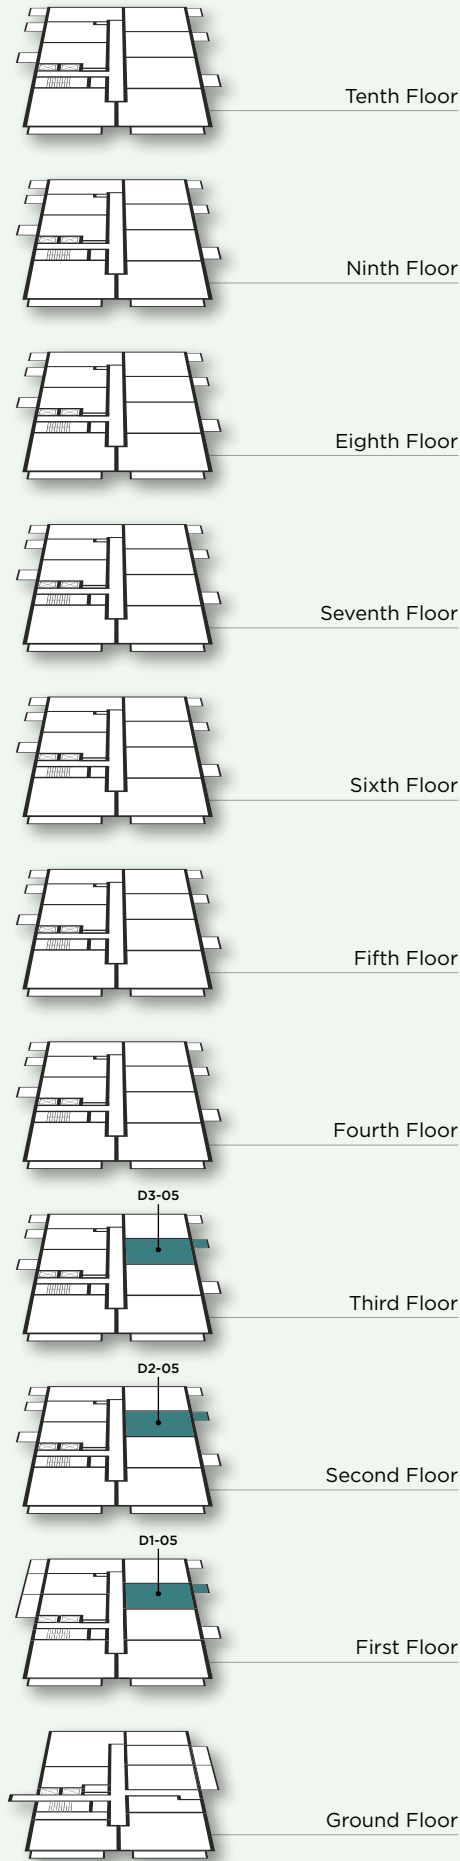 Tenth Floor
Ninth Floor
Eighth Floor
Seventh Floor
Sixth Floor
Fifth Floor
Fourth Floor
D3-05
Third Floor
D2-05
Second Floor
D1-05
First Floor
Ground Floor